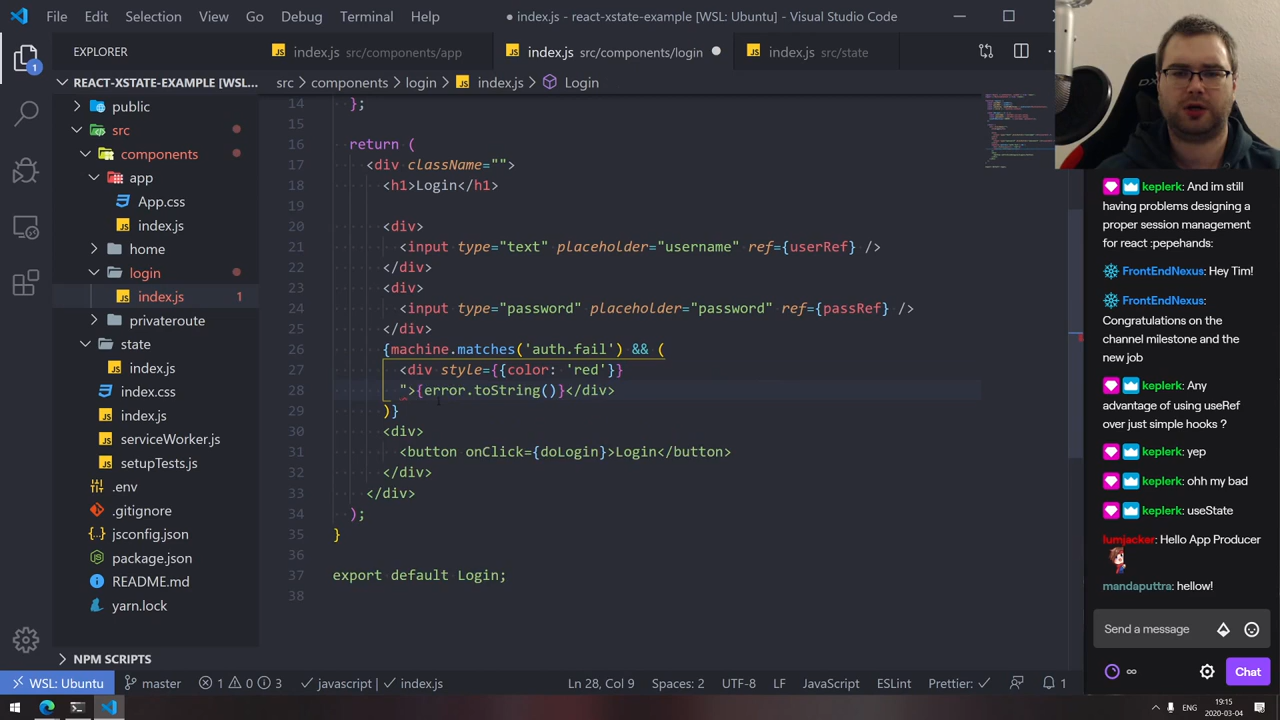 File Edit Selection View Go Debug Terminal Help
● index.js - react-xstate-example [WSL: Ubuntu] - Visual Studio Code
EXPLORER
index.js src/components/app
index.js src/components/login
index.js src/state
REACT-XSTATE-EXAMPLE [WSL...
src > components > login > index.js > Login
public
src
components
app
App.css
index.js
home
login
index.js 1
privateroute
state
index.js
index.css
index.js
serviceWorker.js
setupTests.js
.env
.gitignore
jsconfig.json
package.json
README.md
yarn.lock
NPM SCRIPTS
1
14 };
15
16 return (
17 <div className="">
18 <h1>Login</h1>
19
20 <div>
21 <input type="text" placeholder="username" ref={userRef} />
22 </div>
23 <div>
24 <input type="password" placeholder="password" ref={passRef} />
25 </div>
26 {machine.matches('auth.fail') && (
27 <div style={{color: 'red'}}
28 ">{error.toString()}</div>
29 )}
30 <div>
31 <button onClick={doLogin}>Login</button>
32 </div>
33 </div>
34 );
35 }
36
37 export default Login;
38
keplerk: And im still
having problems designing a
proper session management
for react :pepehands:
FrontEndNexus: Hey Tim!
FrontEndNexus:
Congratulations on the
channel milestone and the
new job
keplerk: Any
advantage of using useRef
over just simple hooks ?
keplerk: yep
keplerk: ohh my bad
keplerk: useState
lumjacker: Hello App Producer
mandaputtra: hellow!
Send a message
∞
Chat
WSL: Ubuntu master 1 0 3 javascript | index.js Ln 28, Col 9 Spaces: 2 UTF-8 LF JavaScript ESLint Prettier: ✓ 1
ENG
19:15
2020-03-04